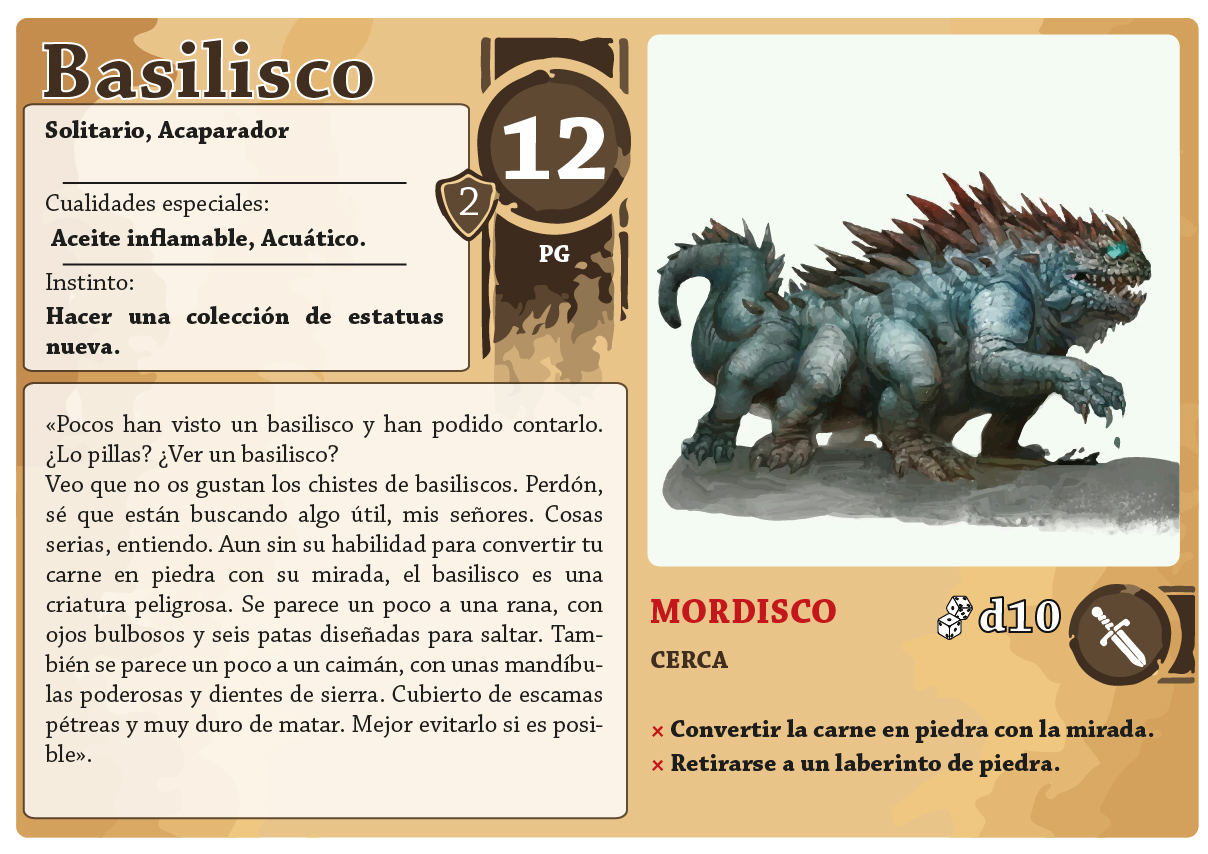 Basilisco
Solitario, Acaparador
Cualidades especiales:
Aceite inflamable, Acuático.
Instinto:
Hacer una colección de estatuas
nueva.
2
12
PG
«Pocos han visto un basilisco y han podido contarlo.
¿Lo pillas? ¿Ver un basilisco?
Veo que no os gustan los chistes de basiliscos. Perdón,
sé que están buscando algo útil, mis señores. Cosas
serias, entiendo. Aun sin su habilidad para convertir tu
carne en piedra con su mirada, el basilisco es una
criatura peligrosa. Se parece un poco a una rana, con
ojos bulbosos y seis patas diseñadas para saltar. Tam-
bién se parece un poco a un caimán, con unas mandíbu-
las poderosas y dientes de sierra. Cubierto de escamas
pétreas y muy duro de matar. Mejor evitarlo si es posi-
ble».
MORDISCO
d10
CERCA
× Convertir la carne en piedra con la mirada.
× Retirarse a un laberinto de piedra.